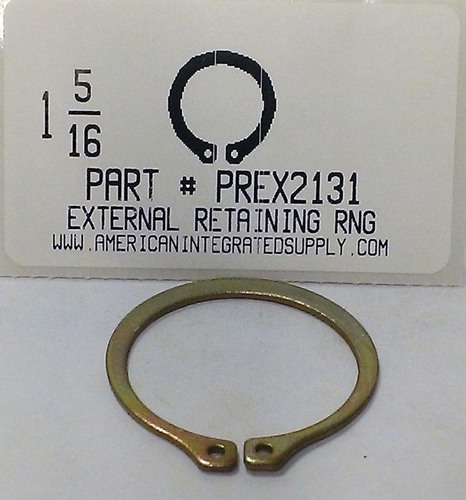 1 5/16
PART # PREX2131
EXTERNAL RETAINING RNG
WWW.AMERICANINTEGRATEDSUPPLY.COM